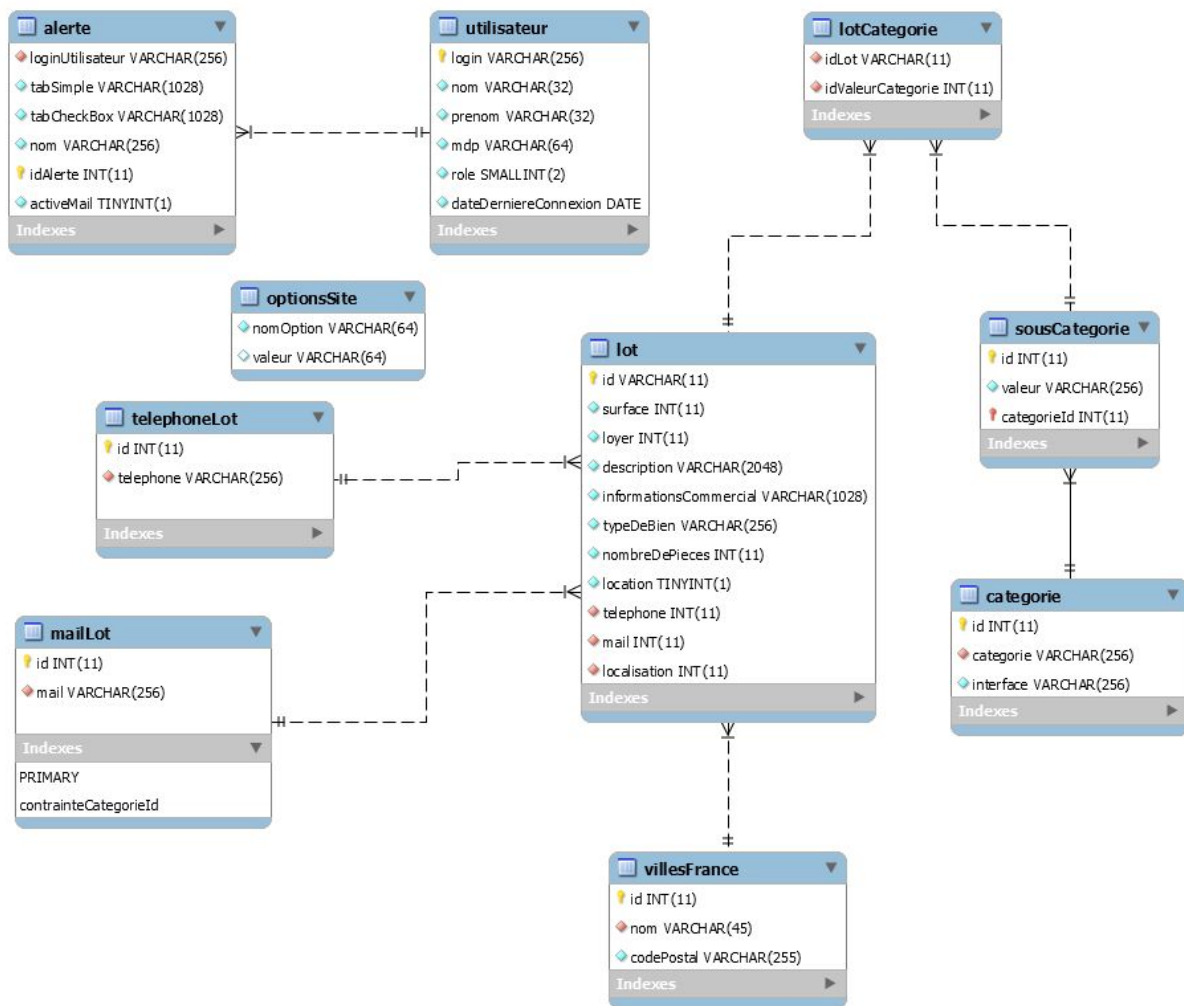 alerte
loginUtilisateur VARCHAR(256)
tabSimple VARCHAR(1028)
tabCheckBox VARCHAR(1028)
nom VARCHAR(256)
idAlerte INT(11)
activeMail TINYINT(1)
Indexes
utilisateur
login VARCHAR(256)
nom VARCHAR(32)
prenom VARCHAR(32)
mdp VARCHAR(64)
role SMALLINT(2)
dateDerniereConnexion DATE
Indexes
lotCategorie
idLot VARCHAR(11)
idValeurCategorie INT(11)
Indexes
optionsSite
nomOption VARCHAR(64)
valeur VARCHAR(64)
telephoneLot
id INT(11)
telephone VARCHAR(256)
Indexes
lot
id VARCHAR(11)
surface INT(11)
loyer INT(11)
description VARCHAR(2048)
informationsCommercial VARCHAR(1028)
typeDeBien VARCHAR(256)
nombreDePieces INT(11)
location TINYINT(1)
telephone INT(11)
mail INT(11)
localisation INT(11)
Indexes
sousCategorie
id INT(11)
valeur VARCHAR(256)
categorieId INT(11)
Indexes
categorie
id INT(11)
categorie VARCHAR(256)
interface VARCHAR(256)
Indexes
mailLot
id INT(11)
mail VARCHAR(256)
Indexes
PRIMARY
contrainteCategorieId
villesFrance
id INT(11)
nom VARCHAR(45)
codePostal VARCHAR(255)
Indexes